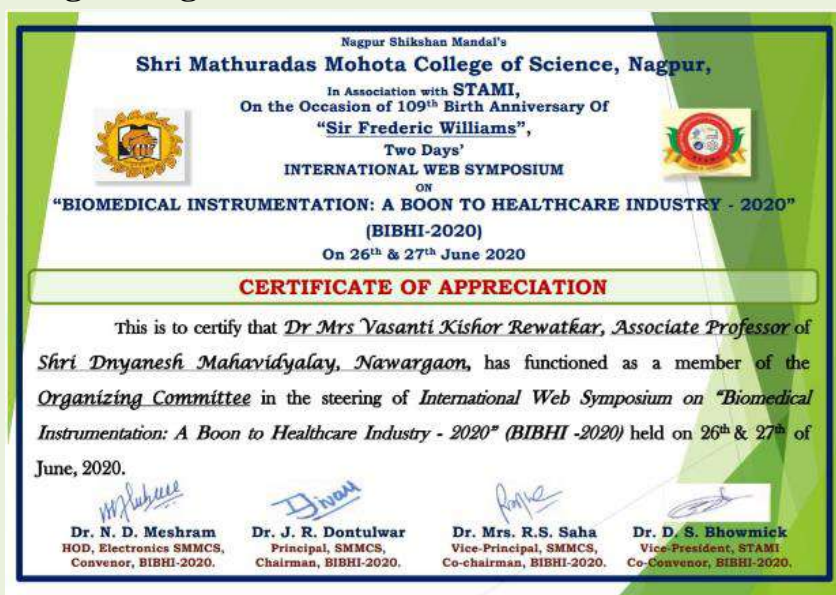 Nagpur Shikshan Mandal's
Shri Mathuradas Mohota College of Science, Nagpur,
In Association with STAMI,
On the Occasion of 109th Birth Anniversary Of
“Sir Frederic Williams”,
Two Days'
INTERNATIONAL WEB SYMPOSIUM
ON
“BIOMEDICAL INSTRUMENTATION: A BOON TO HEALTHCARE INDUSTRY - 2020”
(BIBHI-2020)
On 26th & 27th June 2020
CERTIFICATE OF APPRECIATION
This is to certify that Dr Mrs Vasanti Kishor Rewatkar, Associate Professor of
Shri Dnyanesh Mahavidyalay, Nawargaon, has functioned as a member of the
Organizing Committee in the steering of International Web Symposium on “Biomedical
Instrumentation: A Boon to Healthcare Industry - 2020” (BIBHI -2020) held on 26th & 27th of
June, 2020.
Dr. N. D. Meshram
HOD, Electronics SMMCS,
Convenor, BIBHI-2020.
Dr. J. R. Dontulwar
Principal, SMMCS,
Chairman, BIBHI-2020.
Dr. Mrs. R.S. Saha
Vice-Principal, SMMCS,
Co-chairman, BIBHI-2020.
Dr. D. S. Bhowmick
Vice-President, STAMI
Co-Convenor, BIBHI-2020.